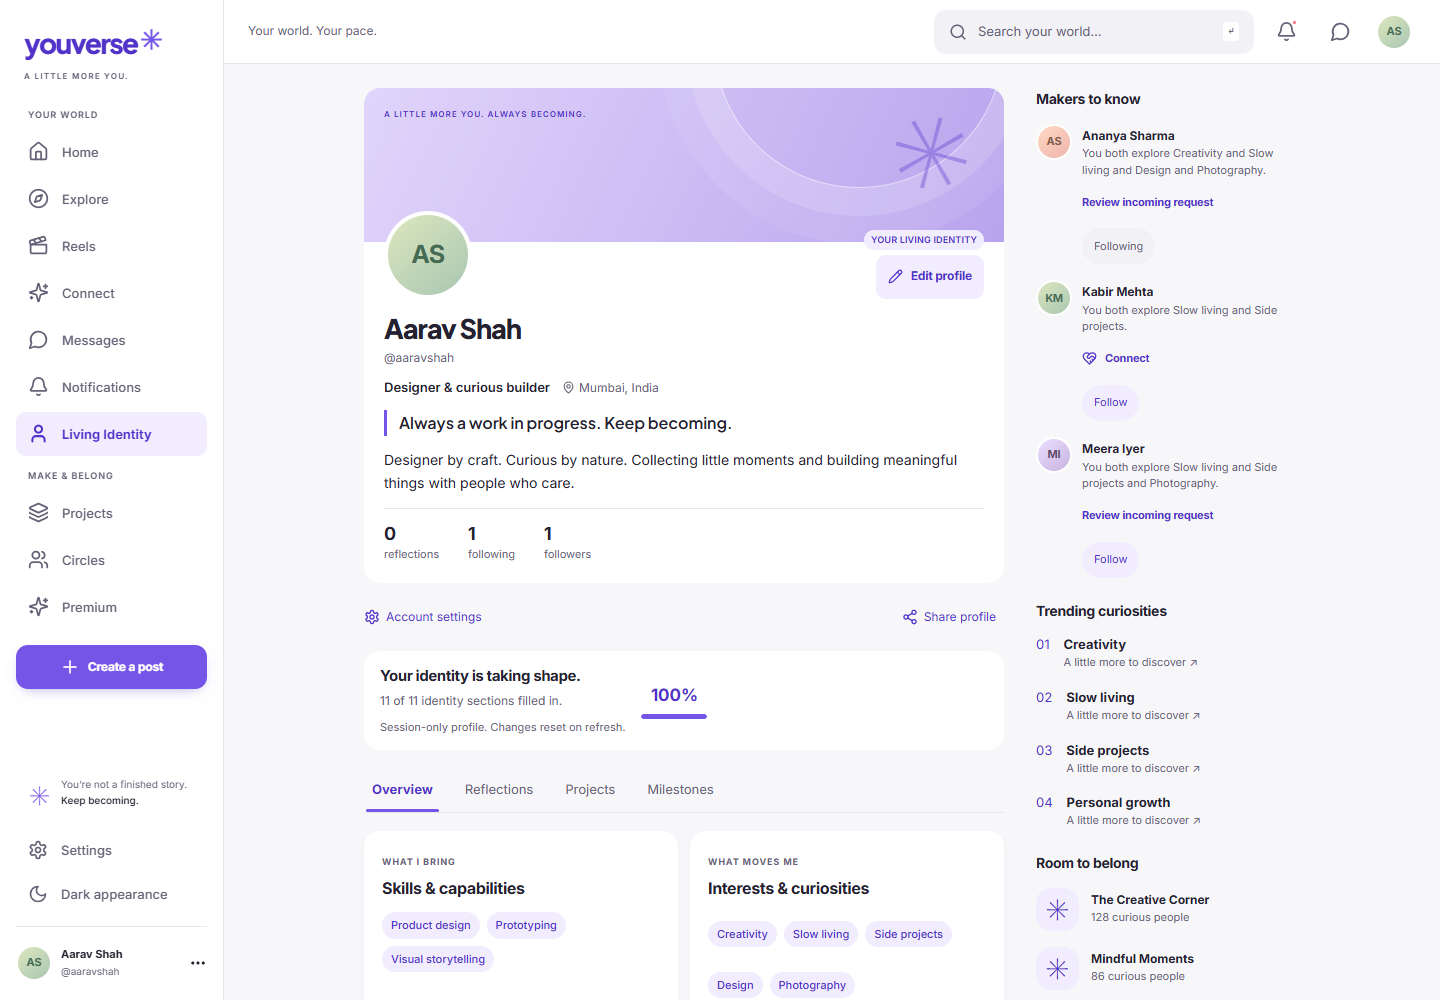 youverse
A LITTLE MORE YOU.
YOUR WORLD
Home
Explore
Reels
Connect
Messages
Notifications
Living Identity
MAKE & BELONG
Projects
Circles
Premium
Create a post
You're not a finished story.
Keep becoming.
Settings
Dark appearance
AS
Aarav Shah
@aaravshah
Your world. Your pace.
Search your world...
AS
A LITTLE MORE YOU. ALWAYS BECOMING.
AS
YOUR LIVING IDENTITY
Edit profile
Aarav Shah
@aaravshah
Designer & curious builder
Mumbai, India
Always a work in progress. Keep becoming.
Designer by craft. Curious by nature. Collecting little moments and building meaningful
things with people who care.
0
reflections
1
following
1
followers
Account settings
Share profile
Your identity is taking shape.
11 of 11 identity sections filled in.
Session-only profile. Changes reset on refresh.
100%
Overview
Reflections
Projects
Milestones
WHAT I BRING
Skills & capabilities
Product design
Prototyping
Visual storytelling
WHAT MOVES ME
Interests & curiosities
Creativity
Slow living
Side projects
Design
Photography
Makers to know
AS
Ananya Sharma
You both explore Creativity and Slow
living and Design and Photography.
Review incoming request
Following
KM
Kabir Mehta
You both explore Slow living and Side
projects.
Connect
Follow
MI
Meera Iyer
You both explore Slow living and Side
projects and Photography.
Review incoming request
Follow
Trending curiosities
01
Creativity
A little more to discover ↗
02
Slow living
A little more to discover ↗
03
Side projects
A little more to discover ↗
04
Personal growth
A little more to discover ↗
Room to belong
The Creative Corner
128 curious people
Mindful Moments
86 curious people